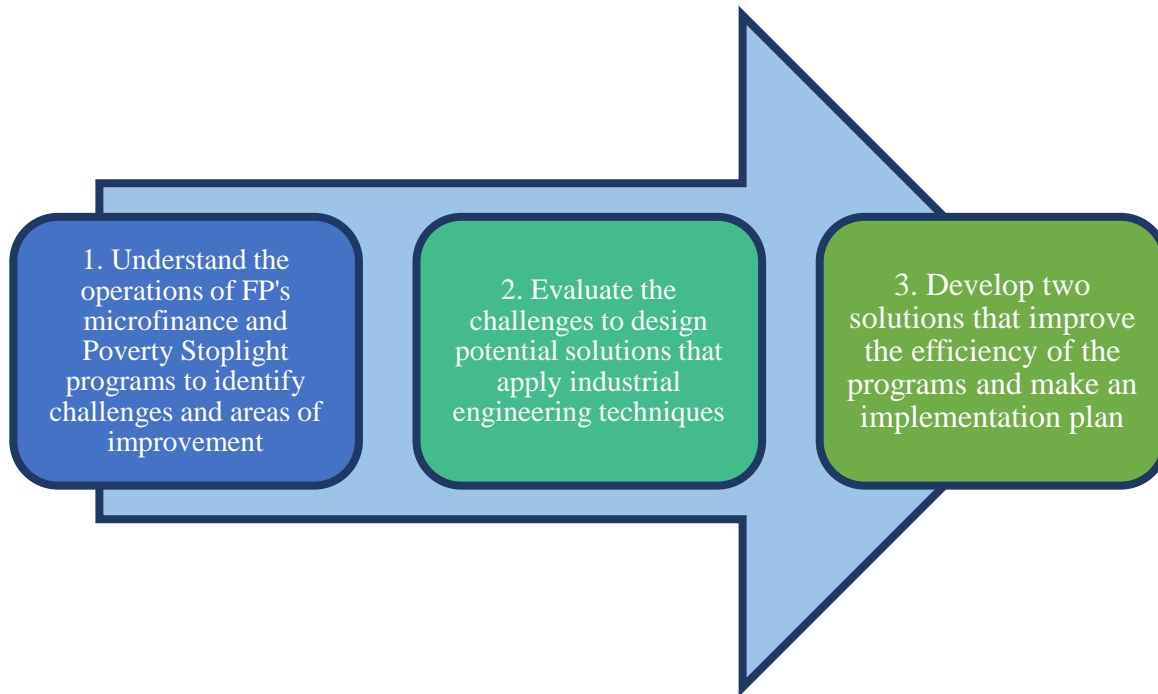 1. Understand the
operations of FP's
microfinance and
Poverty Stoplight
programs to identify
challenges and areas of
improvement
2. Evaluate the
challenges to design
potential solutions that
apply industrial
engineering techniques
3. Develop two
solutions that improve
the efficiency of the
programs and make an
implementation plan